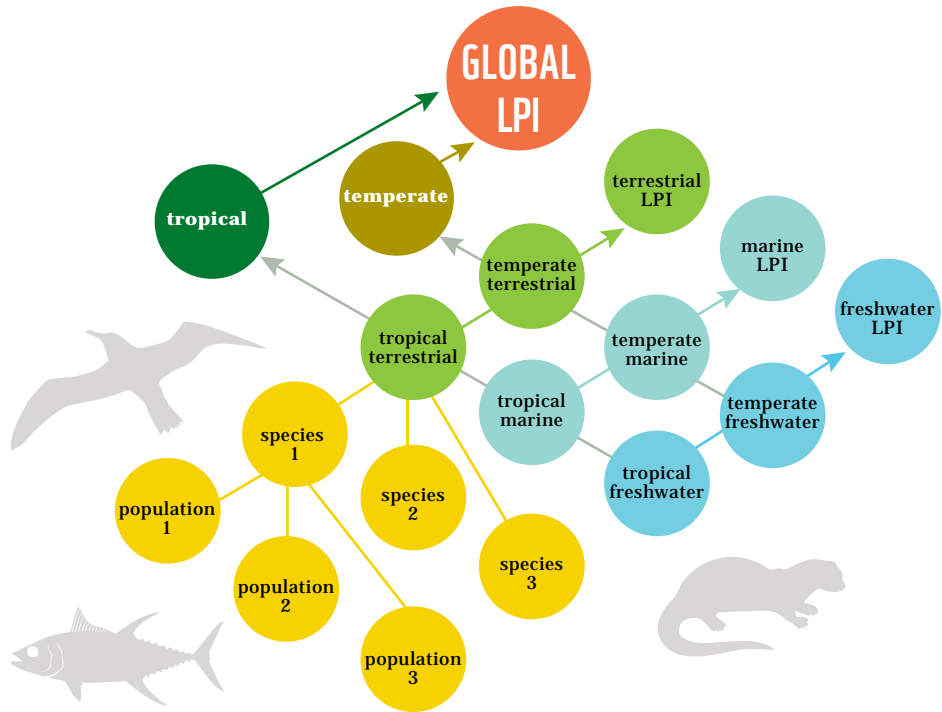 GLOBAL
LPI
tropical
temperate
terrestrial
LPI
temperate
terrestrial
marine
LPI
freshwater
LPI
tropical
terrestrial
temperate
marine
tropical
marine
temperate
freshwater
species
1
tropical
freshwater
species
2
population
1
species
3
population
2
population
3